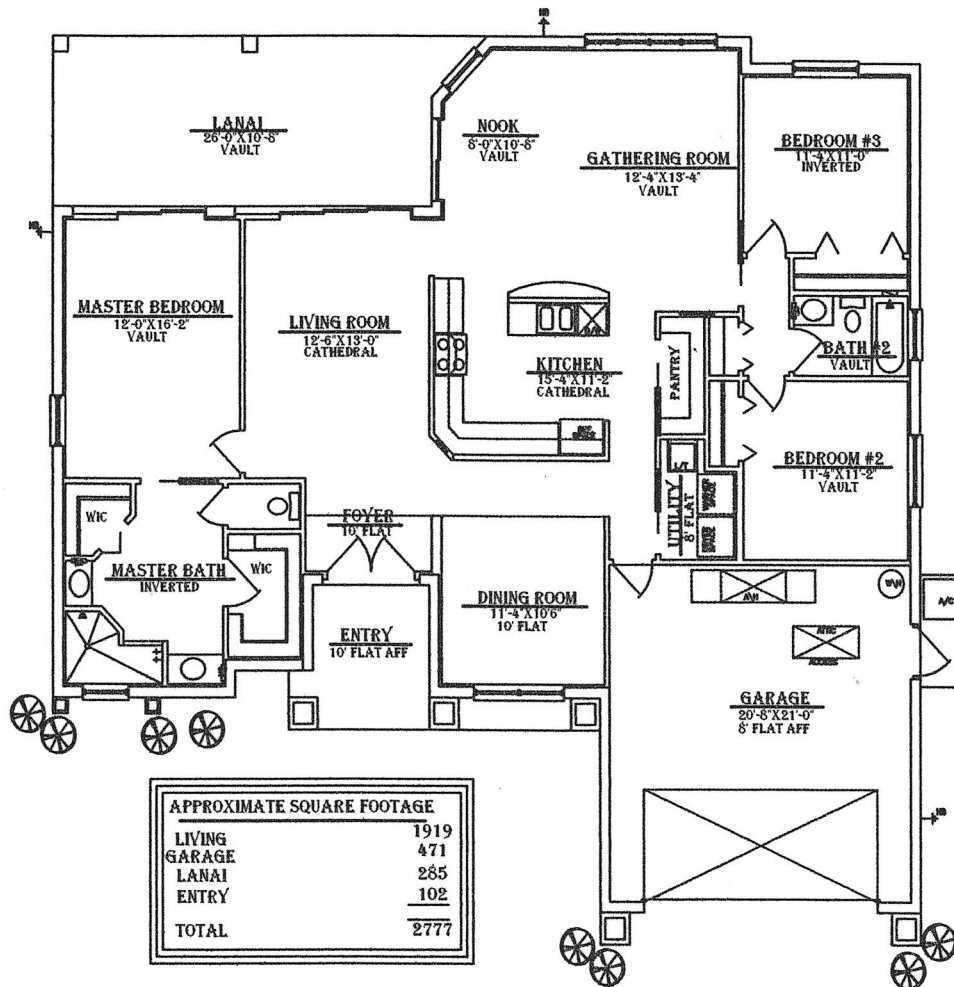 HB
LANAI
26'-0"X10'-8"
VAULT
NOOK
8'-0"X10'-8"
VAULT
GATHERING ROOM
12'-4"X13'-4"
VAULT
BEDROOM #3
11'-4"X11'-0"
INVERTED
HB
MASTER BEDROOM
12'-0"X16'-2"
VAULT
LIVING ROOM
12'-6"X13'-0"
CATHEDRAL
D/W
KITCHEN
15'-4"X11'-2"
CATHEDRAL
PANTRY
BATH #2
VAULT
BEDROOM #2
11'-4"X11'-2"
VAULT
L/T
UTILITY
8' FLAT
WIC
FOYER
10' FLAT
MASTER BATH
INVERTED
WIC
DINING ROOM
11'-4"X10'6"
10' FLAT
ENTRY
10' FLAT AFF
A\H
W\H
A/C
ATTIC
ACCESS
GARAGE
20'-8"X21'-0"
8' FLAT AFF
HB
APPROXIMATE SQUARE FOOTAGE
LIVING 1919
GARAGE 471
LANAI 285
ENTRY 102
TOTAL 2777